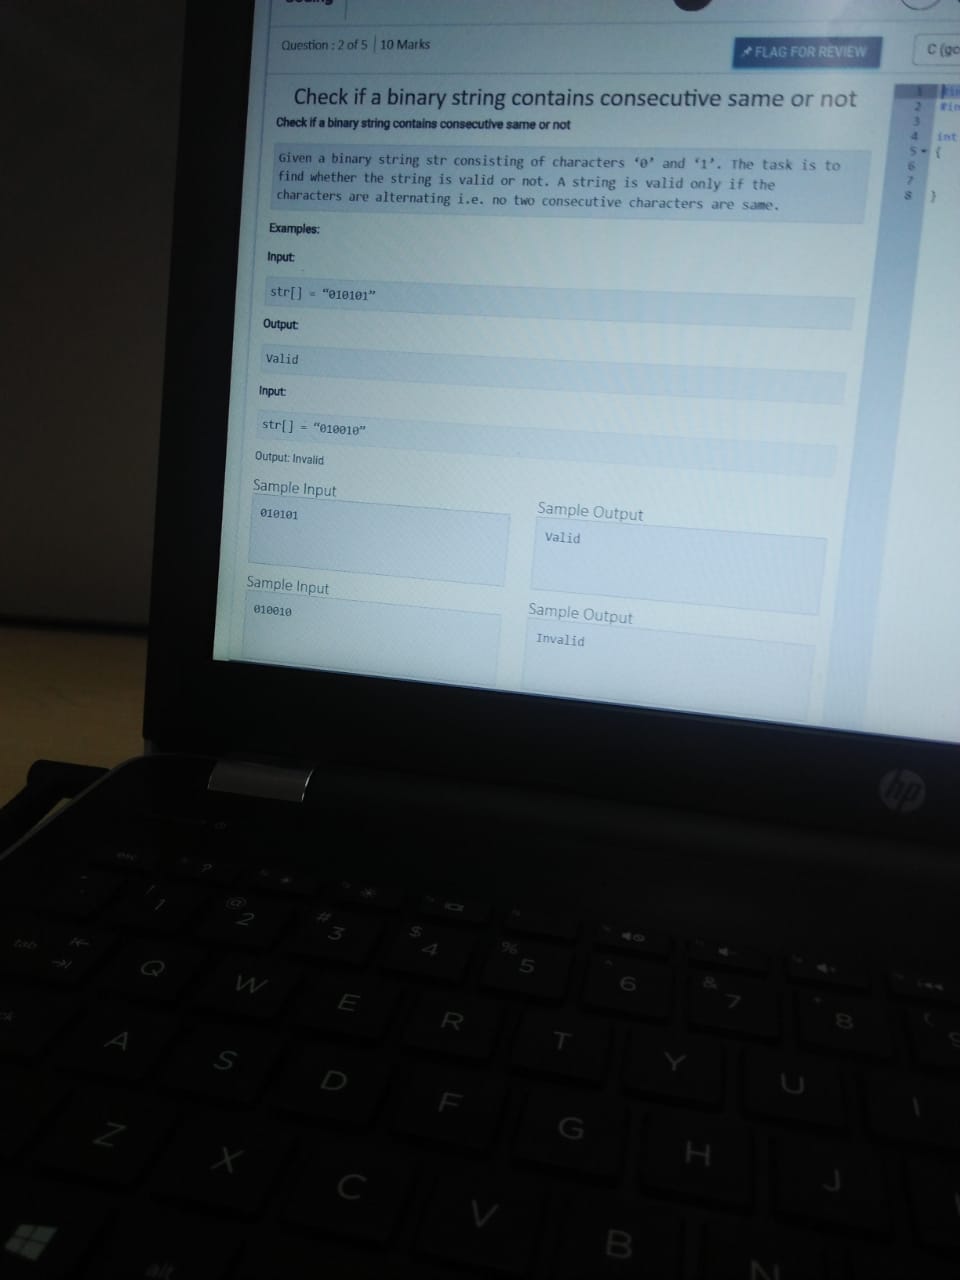 Question : 2 of 5 | 10 Marks
FLAG FOR REVIEW
Check if a binary string contains consecutive same or not
Check if a binary string contains consecutive same or not
Given a binary string str consisting of characters ‘0’ and ‘1’. The task is to
find whether the string is valid or not. A string is valid only if the
characters are alternating i.e. no two consecutive characters are same.
Examples:
Input:
str[] = “010101”
Output:
Valid
Input:
str[] = “010010”
Output: Invalid
Sample Input
010101
Sample Output
Valid
Sample Input
010010
Sample Output
Invalid
1
2
3
4 int
5 {
6
7
8 }
hp
esc ?
! 1 @ 2 # 3 $ 4 % 5 ^ 6 & 7 * 8 (
tab Q W E R T Y U I
A S D F G H J
Z X C V B N
alt